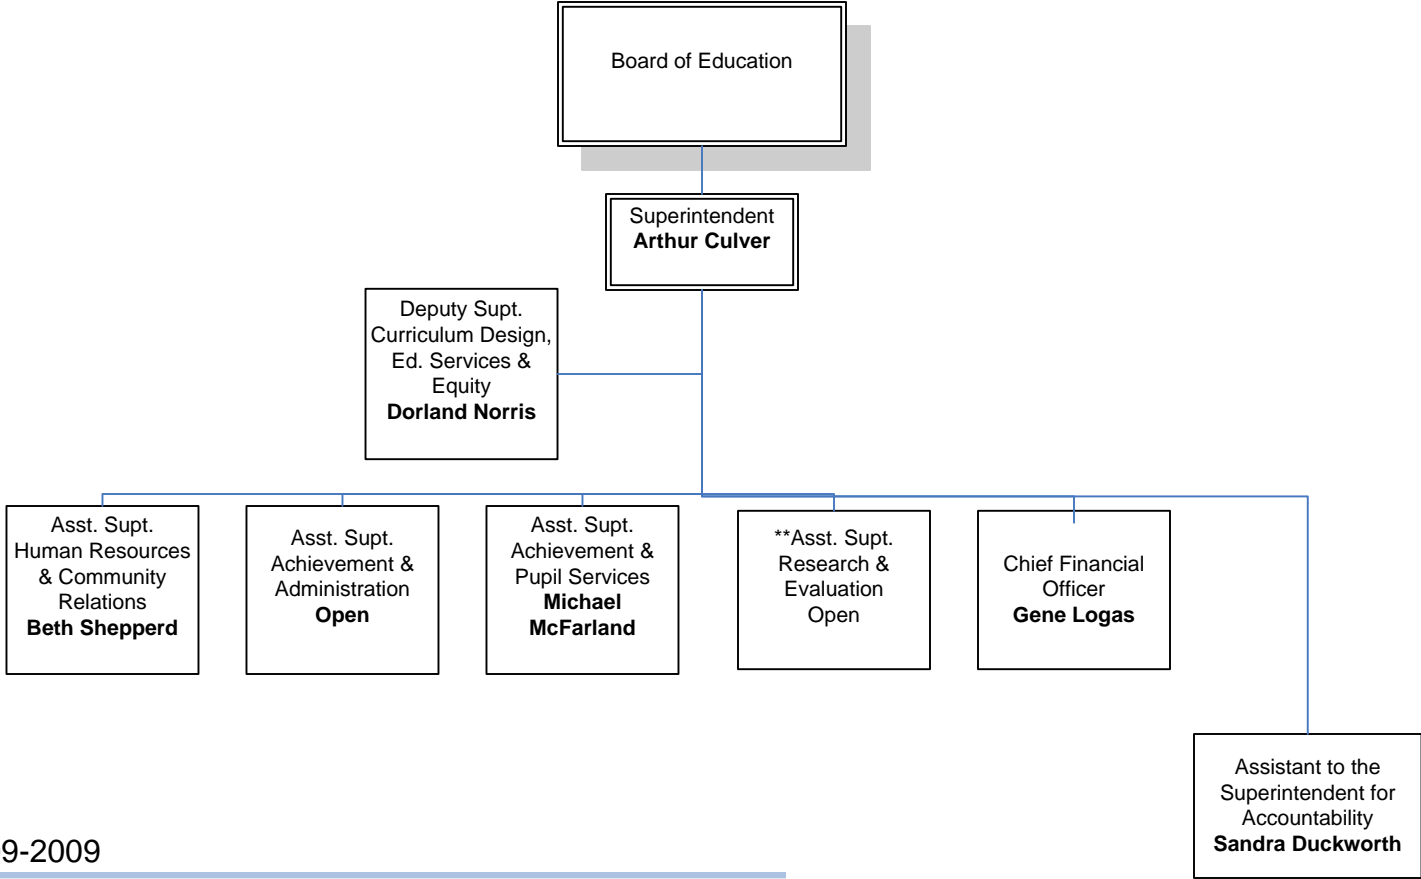 Board of Education
Superintendent
Arthur Culver
Deputy Supt.
Curriculum Design,
Ed. Services &
Equity
Dorland Norris
Asst. Supt.
Human Resources
& Community
Relations
Beth Shepperd
Asst. Supt.
Achievement &
Administration
Open
Asst. Supt.
Achievement &
Pupil Services
Michael
McFarland
**Asst. Supt.
Research &
Evaluation
Open
Chief Financial
Officer
Gene Logas
Assistant to the
Superintendent for
Accountability
Sandra Duckworth
9-2009